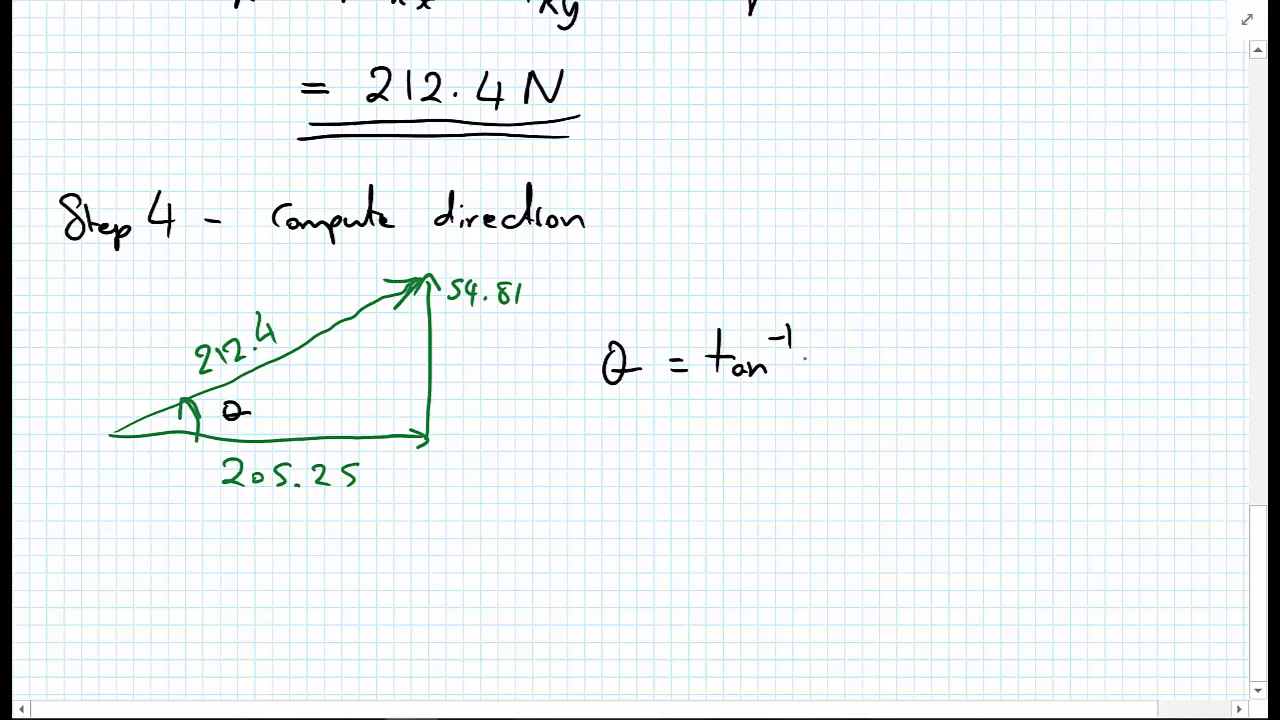 = 212.4 N
Step 4 - Compute direction
54.81
212.4
θ = tan⁻¹
θ
205.25